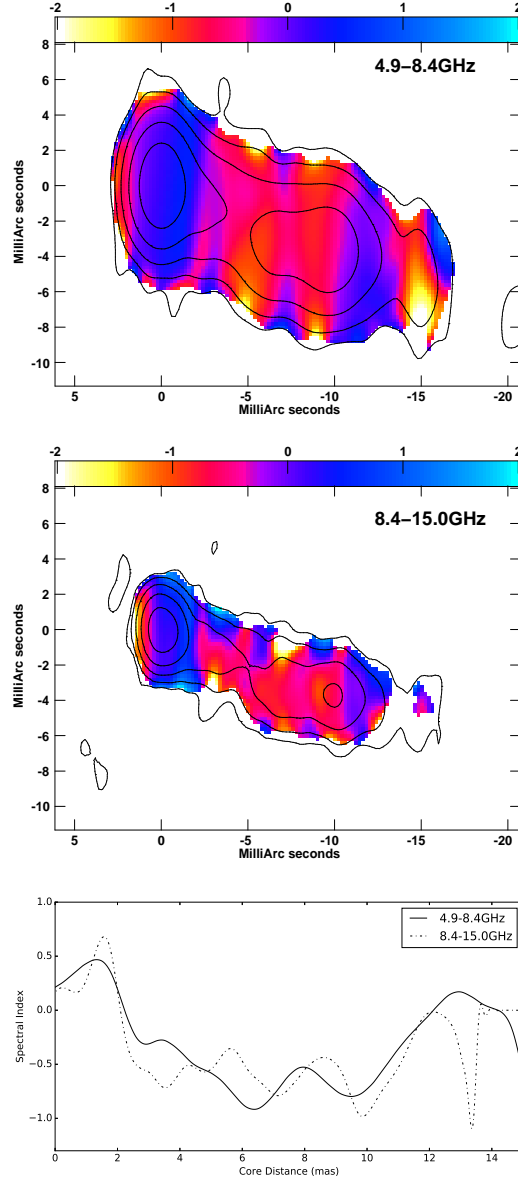 -2 -1 0 1 2
4.9–8.4GHz
8
6
4
2
0
-2
-4
-6
-8
-10
MilliArc seconds
5 0 -5 -10 -15 -20
MilliArc seconds
-2 -1 0 1 2
8.4–15.0GHz
8
6
4
2
0
-2
-4
-6
-8
-10
MilliArc seconds
5 0 -5 -10 -15 -20
MilliArc seconds
1.0
0.5
0.0
−0.5
−1.0
Spectral Index
4.9-8.4GHz
8.4-15.0GHz
0 2 4 6 8 10 12 14
Core Distance (mas)